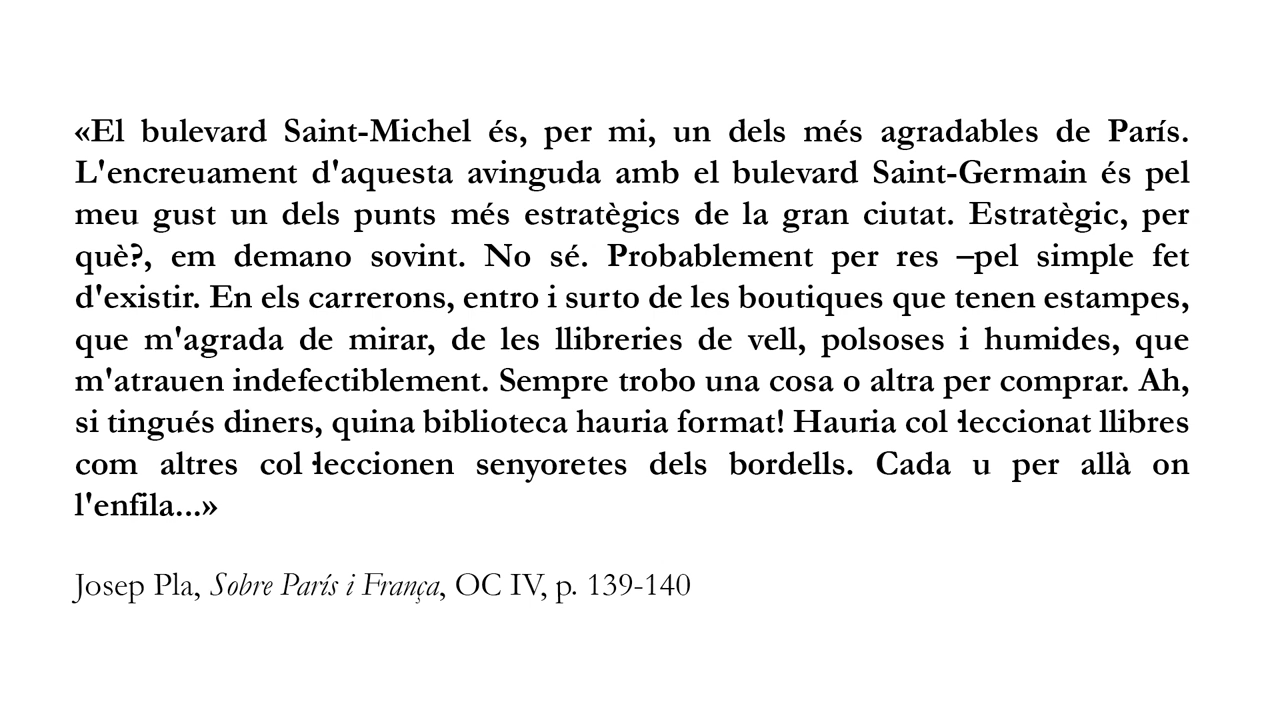 «El bulevard Saint-Michel és, per mi, un dels més agradables de París.
L'encreuament d'aquesta avinguda amb el bulevard Saint-Germain és pel
meu gust un dels punts més estratègics de la gran ciutat. Estratègic, per
què?, em demano sovint. No sé. Probablement per res –pel simple fet
d'existir. En els carrerons, entro i surto de les boutiques que tenen estampes,
que m'agrada de mirar, de les llibreries de vell, polsoses i humides, que
m'atrauen indefectiblement. Sempre trobo una cosa o altra per comprar. Ah,
si tingués diners, quina biblioteca hauria format! Hauria col·leccionat llibres
com altres col·leccionen senyoretes dels bordells. Cada u per allà on
l'enfila...»
Josep Pla, Sobre París i França, OC IV, p. 139-140